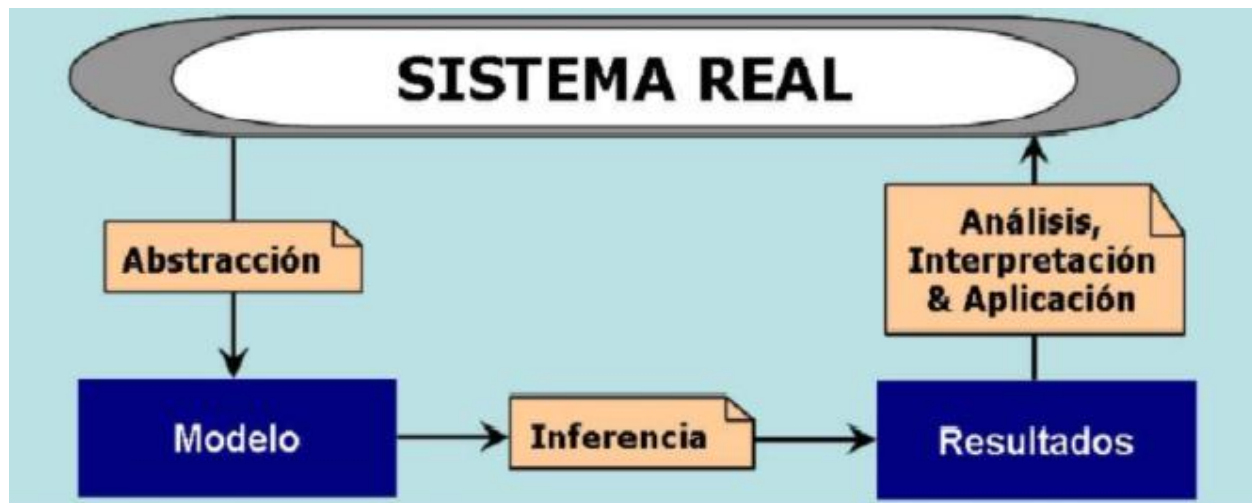 SISTEMA REAL
Abstracción
Análisis,
Interpretación
& Aplicación
Modelo
Inferencia
Resultados